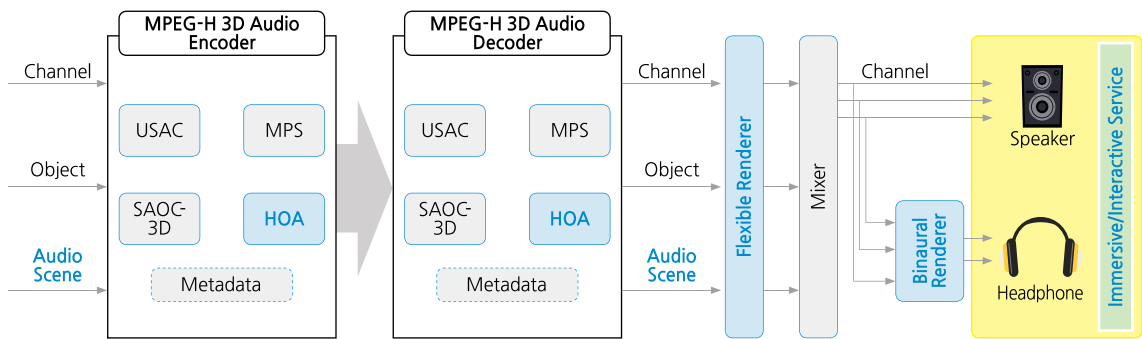 MPEG-H 3D Audio
Encoder
Channel
USAC
MPS
Object
SAOC-
3D
HOA
Audio
Scene
Metadata
MPEG-H 3D Audio
Decoder
USAC
MPS
SAOC-
3D
HOA
Metadata
Channel
Object
Audio
Scene
Flexible Renderer
Mixer
Channel
Binaural
Renderer
Speaker
Headphone
Immersive/Interactive Service